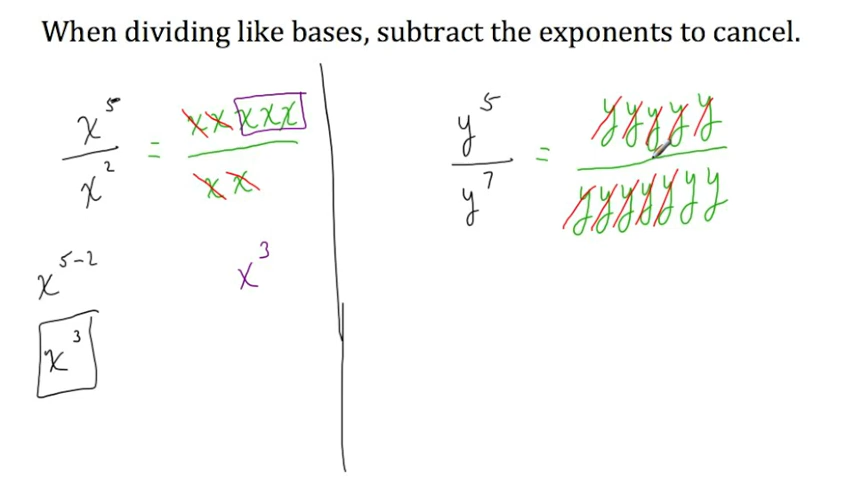 When dividing like bases, subtract the exponents to cancel.
x^5 / x^2 = xxxxx / xx
x^{5-2}
x^3
x^3
y^5 / y^7 = yyyyy / yyyyyyy